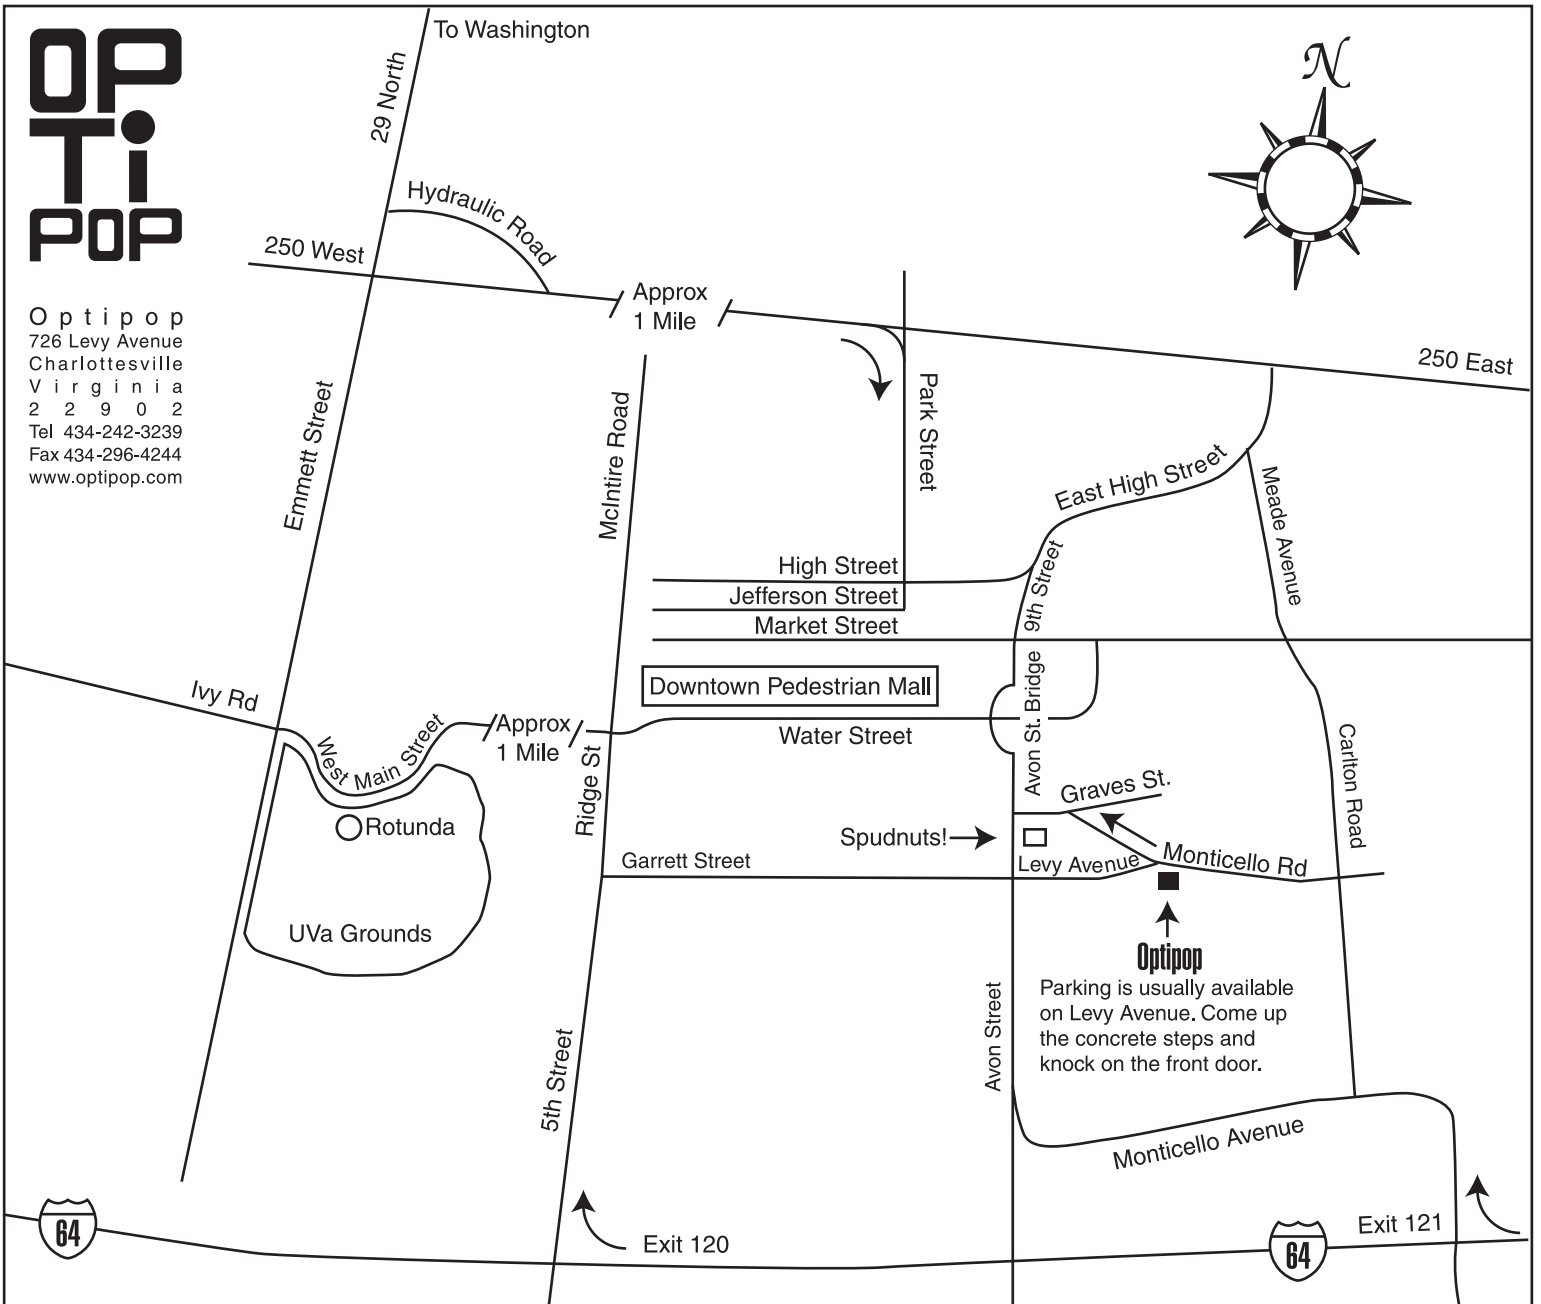 OP
Ti
POP
Optipop
726 Levy Avenue
Charlottesville
Virginia
22902
Tel 434-242-3239
Fax 434-296-4244
www.optipop.com
To Washington
29 North
N
Hydraulic Road
250 West
Approx
1 Mile
250 East
Emmett Street
McIntire Road
Park Street
East High Street
Meade Avenue
High Street
9th Street
Jefferson Street
Market Street
Ivy Rd
Downtown Pedestrian Mall
Avon St. Bridge
West Main Street
Approx
1 Mile
Water Street
Ridge St
Carlton Road
Graves St.
Rotunda
Spudnuts!
Garrett Street
Levy Avenue
Monticello Rd
UVa Grounds
Optipop
Parking is usually available
on Levy Avenue. Come up
the concrete steps and
knock on the front door.
Avon Street
5th Street
Monticello Avenue
64
Exit 120
64
Exit 121